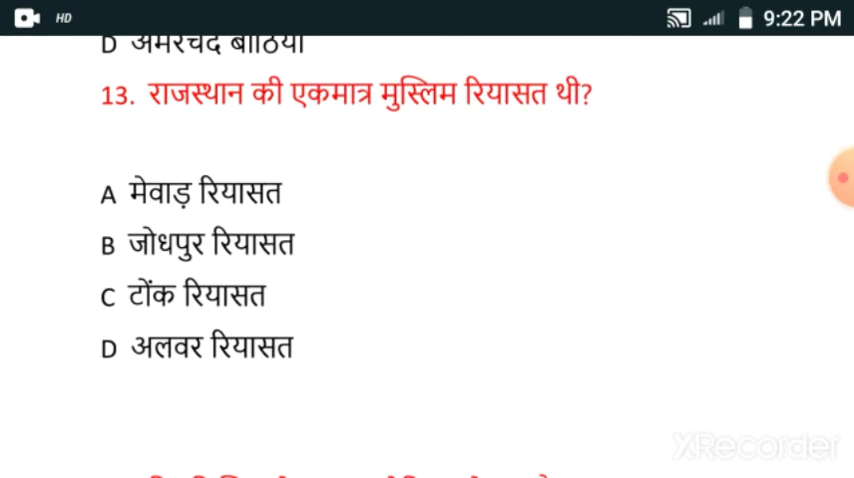 HD 9:22 PM
D अमरचंद बांठिया
13. राजस्थान की एकमात्र मुस्लिम रियासत थी?
A मेवाड़ रियासत
B जोधपुर रियासत
C टोंक रियासत
D अलवर रियासत
XRecorder